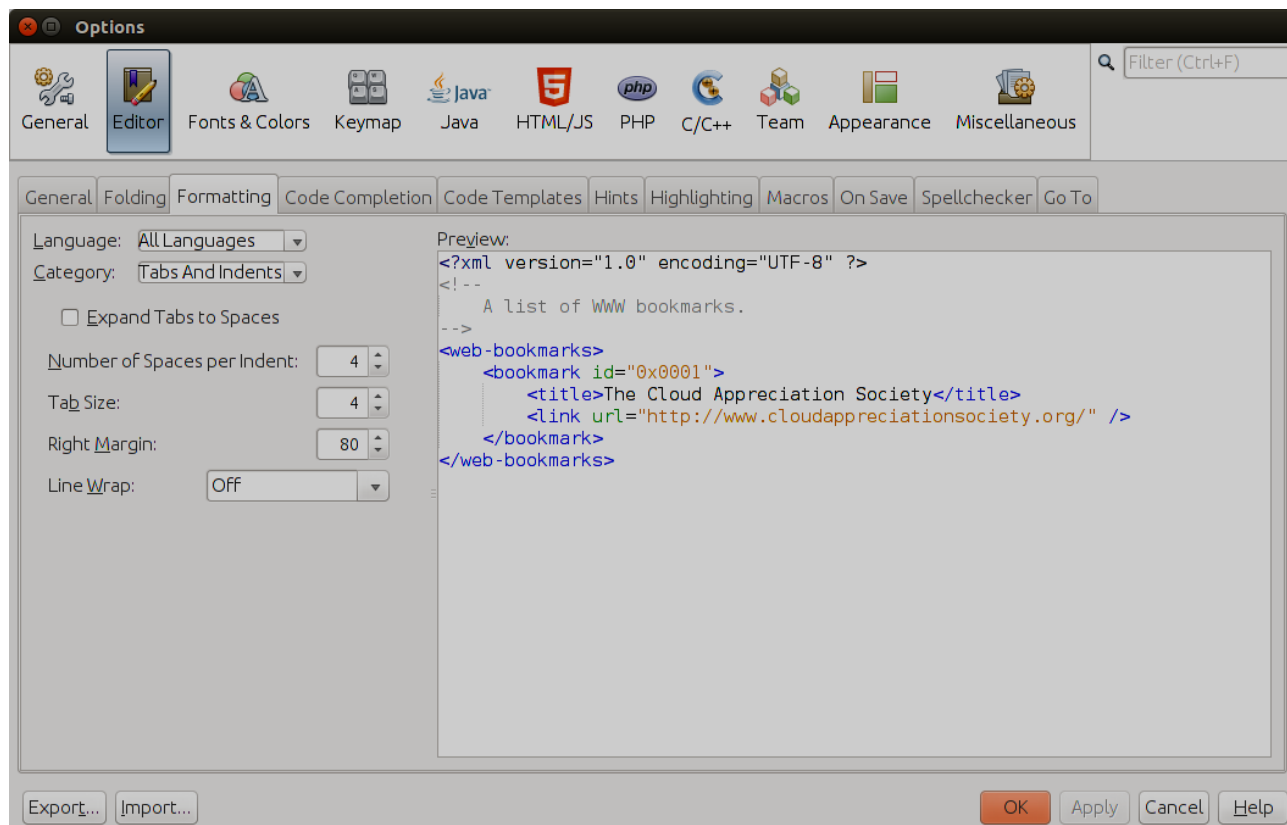 Options
General Editor Fonts & Colors Keymap Java HTML/JS PHP C/C++ Team Appearance Miscellaneous
Filter (Ctrl+F)
General Folding Formatting Code Completion Code Templates Hints Highlighting Macros On Save Spellchecker Go To
Language: All Languages
Category: Tabs And Indents
Expand Tabs to Spaces
Number of Spaces per Indent: 4
Tab Size: 4
Right Margin: 80
Line Wrap: Off
Preview:
<?xml version="1.0" encoding="UTF-8" ?>
<!--
    A list of WWW bookmarks.
-->
<web-bookmarks>
    <bookmark id="0x0001">
        <title>The Cloud Appreciation Society</title>
        <link url="http://www.cloudappreciationsociety.org/" />
    </bookmark>
</web-bookmarks>
Export... Import... OK Apply Cancel Help